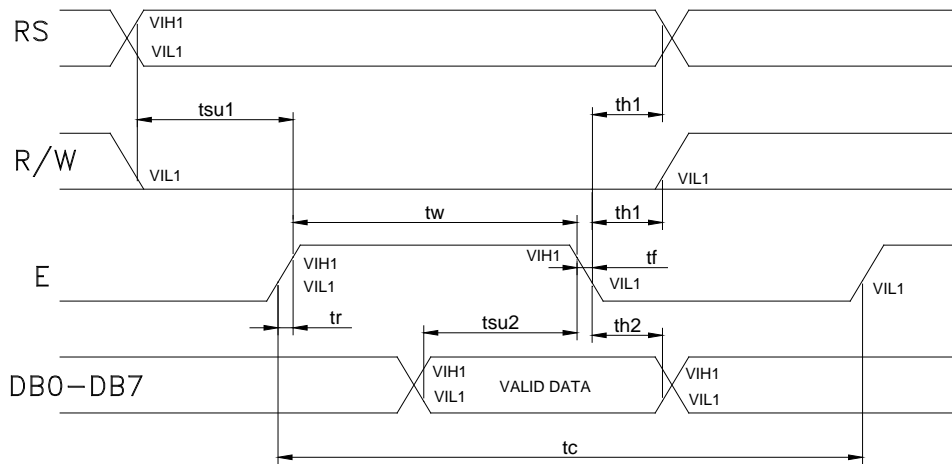 RS
VIH1
VIL1
tsu1
th1
R/W
VIL1
VIL1
tw
th1
E
VIH1
VIL1
VIH1
tf
VIL1
VIL1
tr
tsu2
th2
DB0-DB7
VIH1
VIL1
VALID DATA
VIH1
VIL1
tc